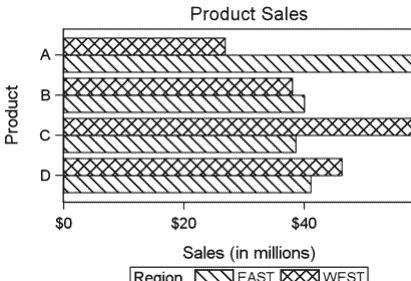 Product Sales
Product
A
B
C
D
$0 $20 $40
Sales (in millions)
Region EAST WEST